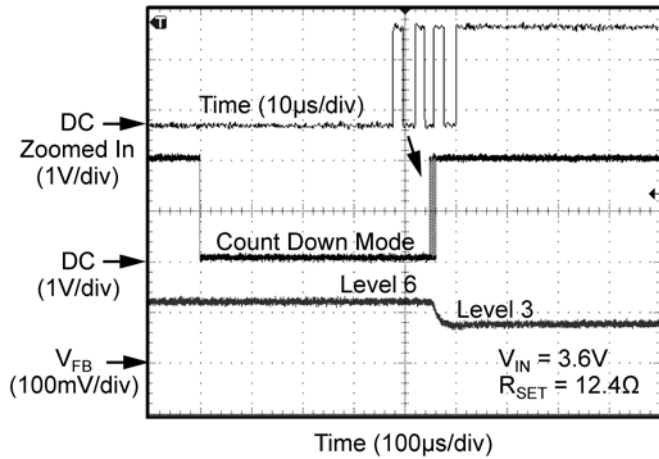 T
Time (10μs/div)
DC
Zoomed In
(1V/div)
Count Down Mode
DC
(1V/div)
Level 6
Level 3
V_FB
(100mV/div)
V_IN = 3.6V
R_SET = 12.4Ω
Time (100μs/div)